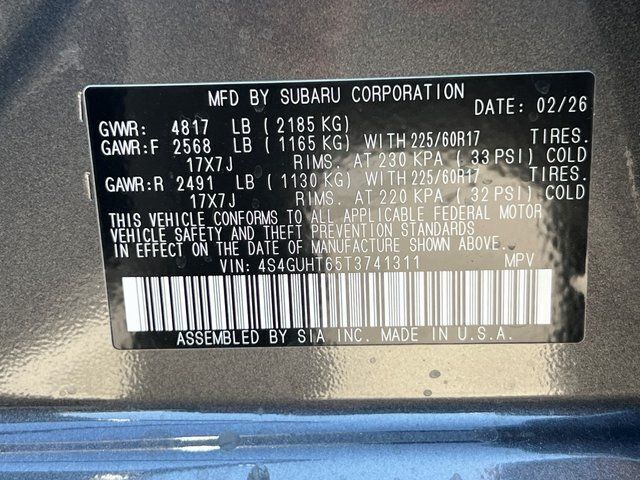 MFD BY SUBARU CORPORATION
DATE: 02/26
GVWR: 4817 LB (2185 KG)
GAWR:F 2568 LB (1165 KG) WITH 225/60R17 TIRES.
17X7J RIMS. AT 230 KPA (33 PSI) COLD
GAWR:R 2491 LB (1130 KG) WITH 225/60R17 TIRES.
17X7J RIMS. AT 220 KPA (32 PSI) COLD
THIS VEHICLE CONFORMS TO ALL APPLICABLE FEDERAL MOTOR
VEHICLE SAFETY AND THEFT PREVENTION STANDARDS
IN EFFECT ON THE DATE OF MANUFACTURE SHOWN ABOVE.
VIN: 4S4GUHT65T3741311 MPV
ASSEMBLED BY SIA INC. MADE IN U.S.A.